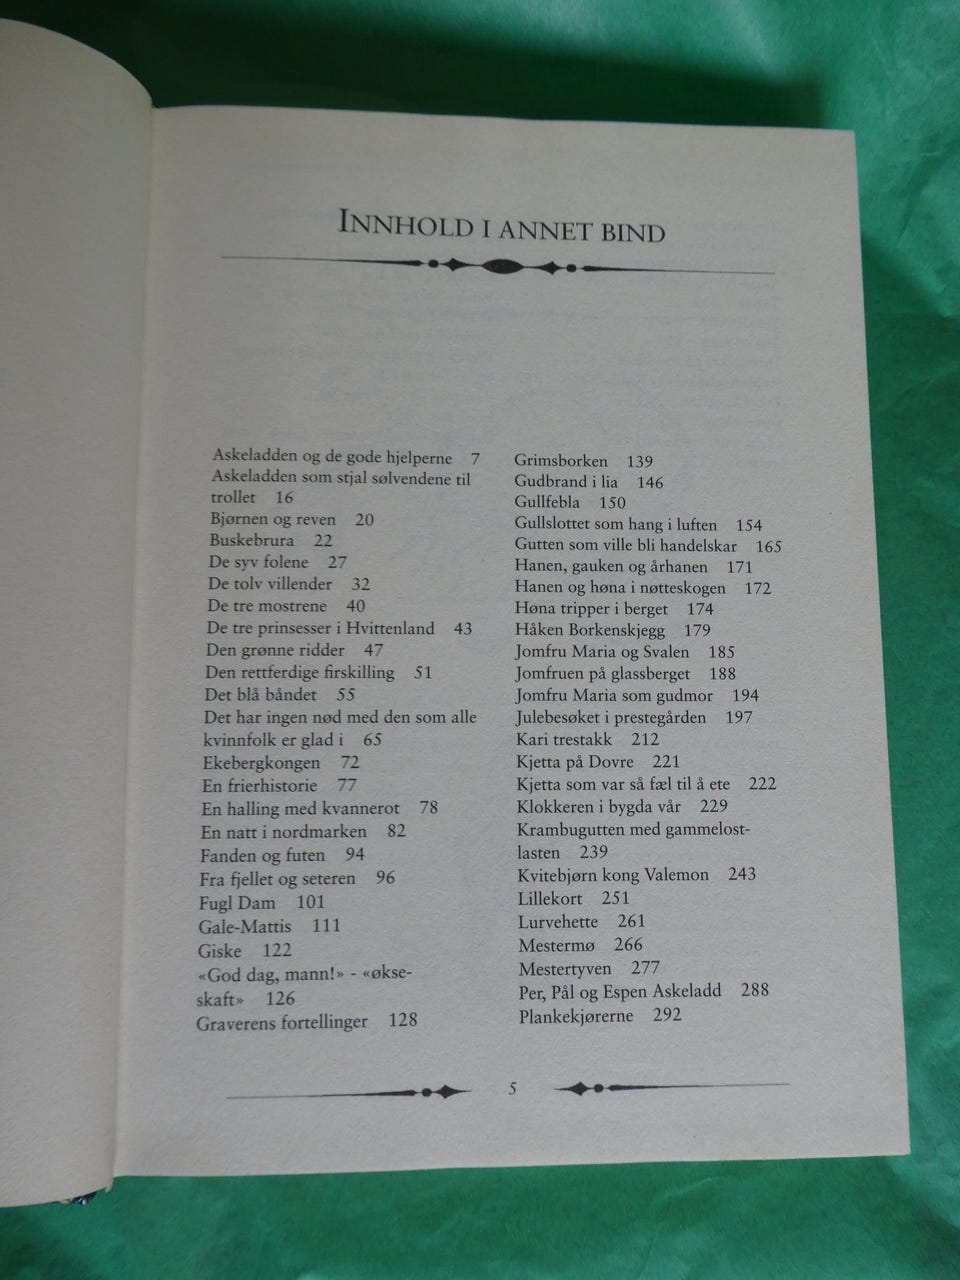 INNHOLD I ANNET BIND
Askeladden og de gode hjelperne 7
Askeladden som stjal sølvendene til
trollet 16
Bjørnen og reven 20
Buskebrura 22
De syv folene 27
De tolv villender 32
De tre mostrene 40
De tre prinsesser i Hvittenland 43
Den grønne ridder 47
Den rettferdige firskilling 51
Det blå båndet 55
Det har ingen nød med den som alle
kvinnfolk er glad i 65
Ekebergkongen 72
En frierhistorie 77
En halling med kvannerot 78
En natt i nordmarken 82
Fanden og futen 94
Fra fjellet og seteren 96
Fugl Dam 101
Gale-Mattis 111
Giske 122
«God dag, mann!» - «økse-
skaft» 126
Graverens fortellinger 128
Grimsborken 139
Gudbrand i lia 146
Gullfebla 150
Gullslottet som hang i luften 154
Gutten som ville bli handelskar 165
Hanen, gauken og århanen 171
Hanen og høna i nøtteskogen 172
Høna tripper i berget 174
Håken Borkenskjegg 179
Jomfru Maria og Svalen 185
Jomfruen på glassberget 188
Jomfru Maria som gudmor 194
Julebesøket i prestegården 197
Kari trestakk 212
Kjetta på Dovre 221
Kjetta som var så fæl til å ete 222
Klokkeren i bygda vår 229
Krambugutten med gammelost-
lasten 239
Kvitebjørn kong Valemon 243
Lillekort 251
Lurvehette 261
Mestermø 266
Mestertyven 277
Per, Pål og Espen Askeladd 288
Plankekjørerne 292
5